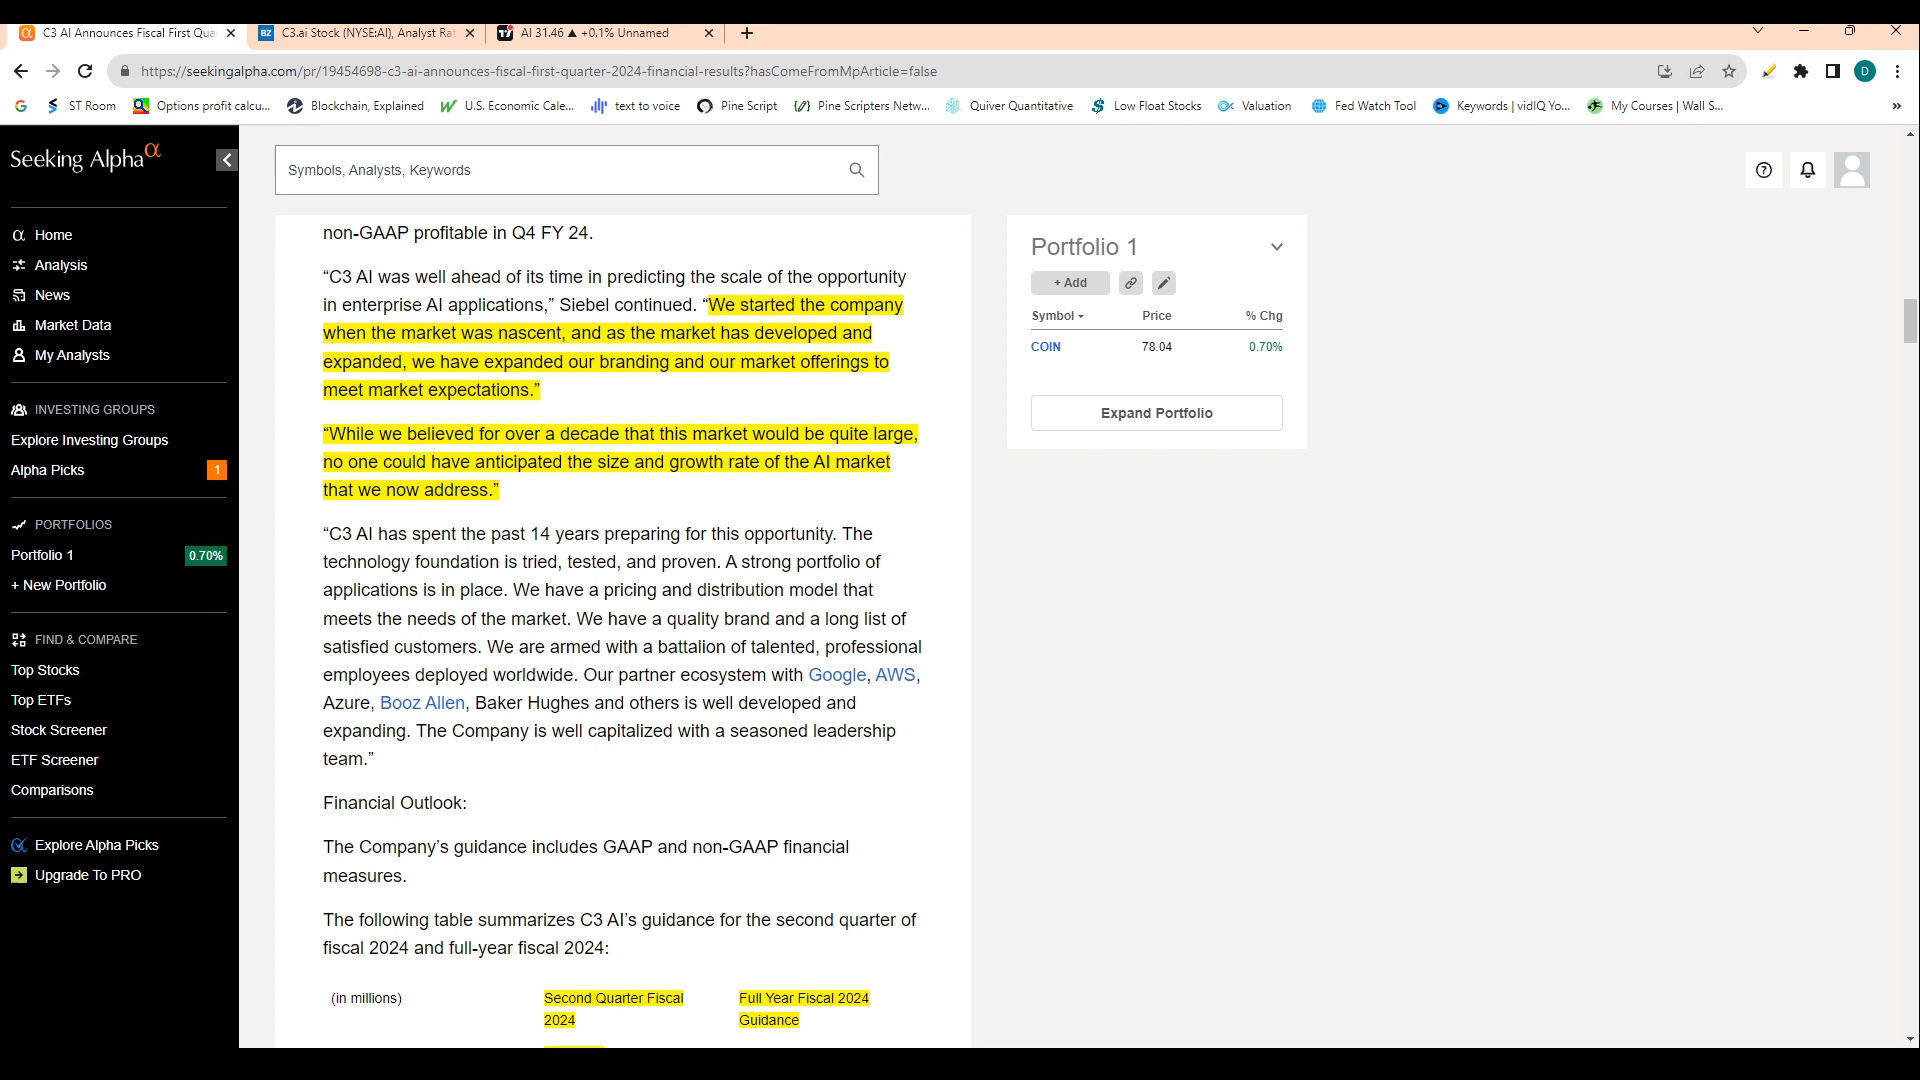 C3 AI Announces Fiscal First Qua
C3.ai Stock (NYSE:AI), Analyst Rat
AI 31.46 ▲ +0.1% Unnamed
https://seekingalpha.com/pr/19454698-c3-ai-announces-fiscal-first-quarter-2024-financial-results?hasComeFromMpArticle=false
D
ST Room
Options profit calcu...
Blockchain, Explained
U.S. Economic Cale...
text to voice
Pine Script
Pine Scripters Netw...
Quiver Quantitative
Low Float Stocks
Valuation
Fed Watch Tool
Keywords | vidIQ Yo...
My Courses | Wall S...
»
Seeking Alpha α
Home
Analysis
News
Market Data
My Analysts
INVESTING GROUPS
Explore Investing Groups
Alpha Picks 1
PORTFOLIOS
Portfolio 1 0.70%
+ New Portfolio
FIND & COMPARE
Top Stocks
Top ETFs
Stock Screener
ETF Screener
Comparisons
Explore Alpha Picks
Upgrade To PRO
Symbols, Analysts, Keywords
non-GAAP profitable in Q4 FY 24.
“C3 AI was well ahead of its time in predicting the scale of the opportunity
in enterprise AI applications,” Siebel continued. “We started the company
when the market was nascent, and as the market has developed and
expanded, we have expanded our branding and our market offerings to
meet market expectations.”
“While we believed for over a decade that this market would be quite large,
no one could have anticipated the size and growth rate of the AI market
that we now address.”
“C3 AI has spent the past 14 years preparing for this opportunity. The
technology foundation is tried, tested, and proven. A strong portfolio of
applications is in place. We have a pricing and distribution model that
meets the needs of the market. We have a quality brand and a long list of
satisfied customers. We are armed with a battalion of talented, professional
employees deployed worldwide. Our partner ecosystem with Google, AWS,
Azure, Booz Allen, Baker Hughes and others is well developed and
expanding. The Company is well capitalized with a seasoned leadership
team.”
Financial Outlook:
The Company’s guidance includes GAAP and non-GAAP financial
measures.
The following table summarizes C3 AI’s guidance for the second quarter of
fiscal 2024 and full-year fiscal 2024:
(in millions) Second Quarter Fiscal Full Year Fiscal 2024
2024 Guidance
Portfolio 1
+ Add
Symbol Price % Chg
COIN 78.04 0.70%
Expand Portfolio